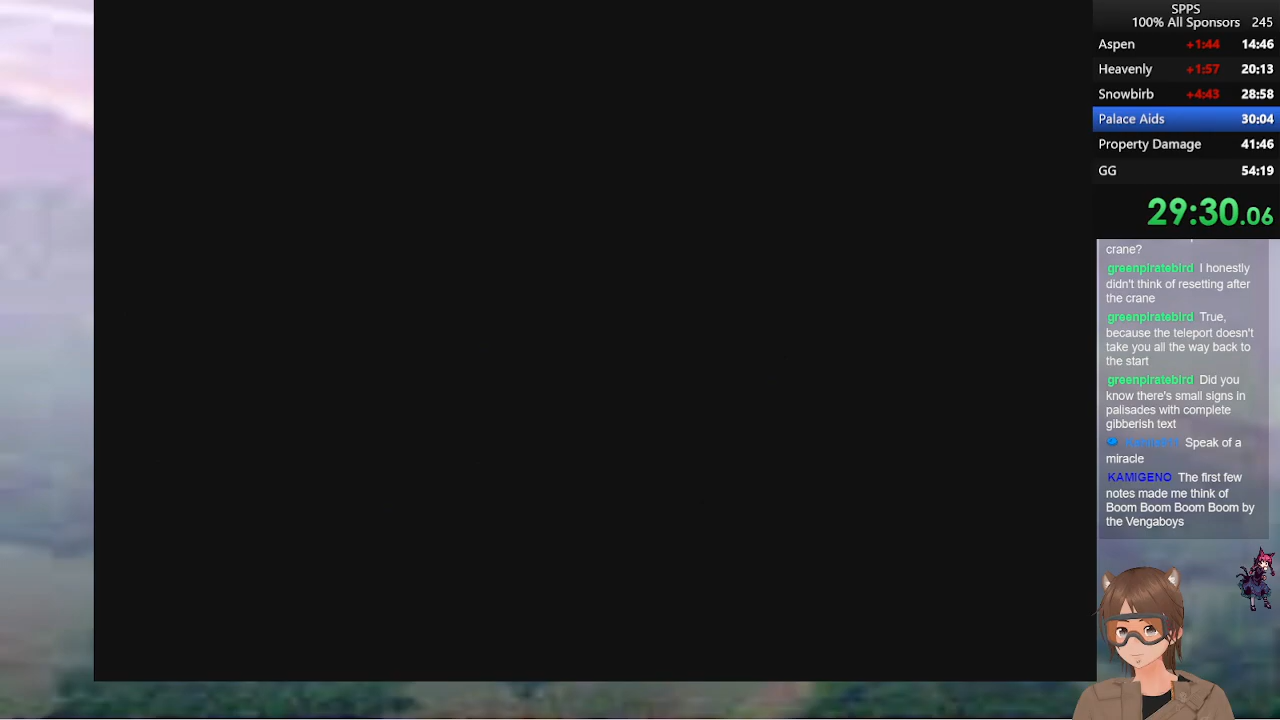 SPPS
100% All Sponsors 245
Aspen +1:44 14:46
Heavenly +1:57 20:13
Snowbirb +4:43 28:58
Palace Aids 30:04
Property Damage 41:46
GG 54:19
29:30.06
crane?
greenpiratebird I honestly
didn't think of resetting after
the crane
greenpiratebird True,
because the teleport doesn't
take you all the way back to
the start
greenpiratebird Did you
know there's small signs in
palisades with complete
gibberish text
Speak of a
miracle
KAMIGENO The first few
notes made me think of
Boom Boom Boom Boom by
the Vengaboys